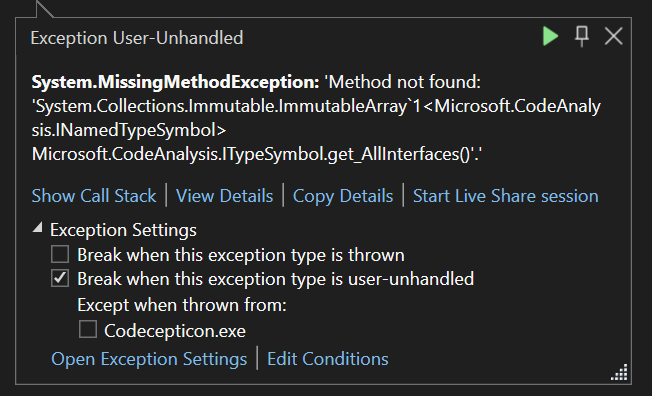 Exception User-Unhandled
System.MissingMethodException: 'Method not found:
'System.Collections.Immutable.ImmutableArray`1<Microsoft.CodeAnaly
sis.INamedTypeSymbol>
Microsoft.CodeAnalysis.ITypeSymbol.get_AllInterfaces()'.'
Show Call Stack | View Details | Copy Details | Start Live Share session
Exception Settings
Break when this exception type is thrown
Break when this exception type is user-unhandled
Except when thrown from:
Codecepticon.exe
Open Exception Settings | Edit Conditions